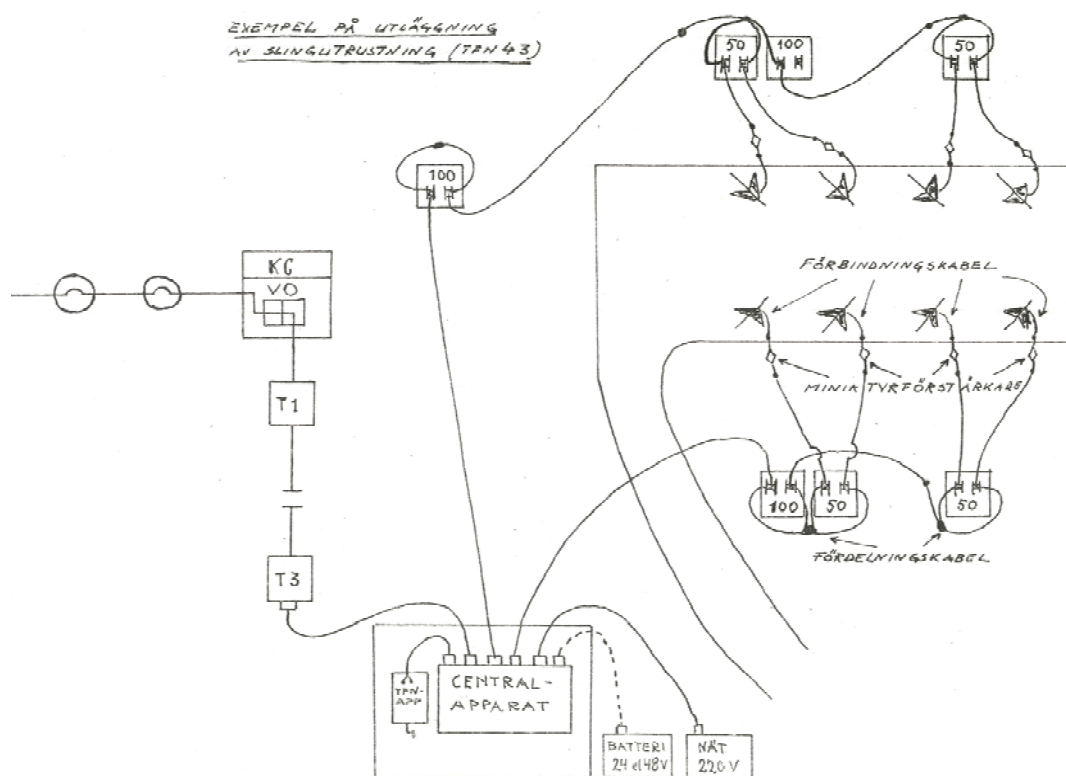 EXEMPEL PÅ UTLÄGGNING
AV SLINGUTRUSTNING (TPN 43)
50
100
50
100
KC
VO
FÖRBINDNINGSKABEL
T1
MINIATYRFÖRSTÄRKARE
100
50
50
T3
FÖRDELNINGSKABEL
TPN-
APP
CENTRAL-
APPARAT
BATTERI
24 el 48V
NÄT
220 V